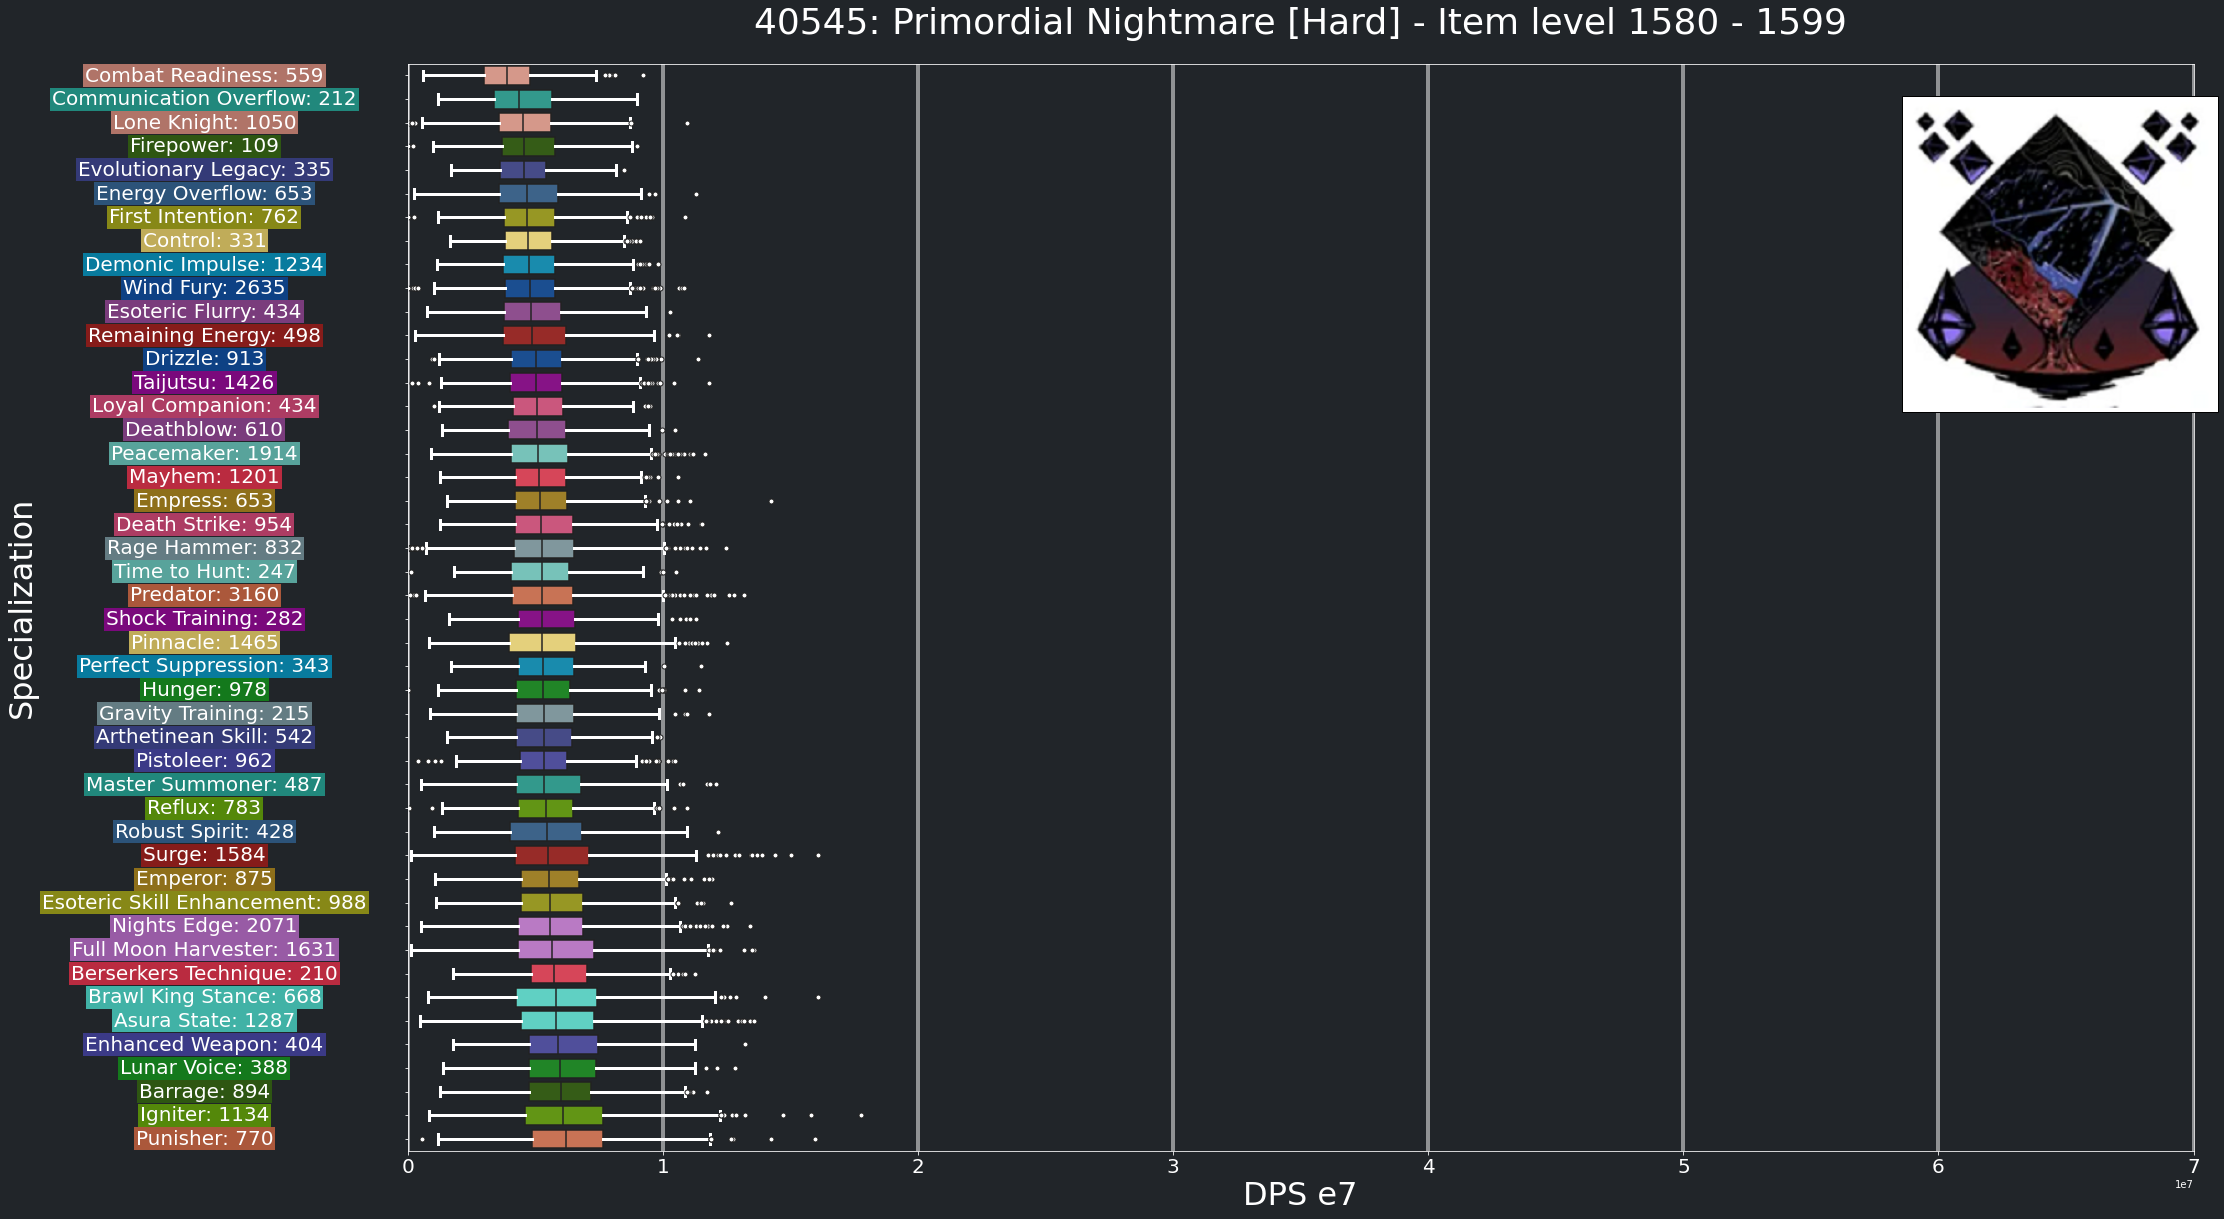 40545: Primordial Nightmare [Hard] - Item level 1580 - 1599
Combat Readiness: 559
Communication Overflow: 212
Lone Knight: 1050
Firepower: 109
Evolutionary Legacy: 335
Energy Overflow: 653
First Intention: 762
Control: 331
Demonic Impulse: 1234
Wind Fury: 2635
Esoteric Flurry: 434
Remaining Energy: 498
Drizzle: 913
Taijutsu: 1426
Loyal Companion: 434
Deathblow: 610
Peacemaker: 1914
Mayhem: 1201
Empress: 653
Death Strike: 954
Rage Hammer: 832
Time to Hunt: 247
Predator: 3160
Shock Training: 282
Pinnacle: 1465
Perfect Suppression: 343
Hunger: 978
Gravity Training: 215
Arthetinean Skill: 542
Pistoleer: 962
Master Summoner: 487
Reflux: 783
Robust Spirit: 428
Surge: 1584
Emperor: 875
Esoteric Skill Enhancement: 988
Nights Edge: 2071
Full Moon Harvester: 1631
Berserkers Technique: 210
Brawl King Stance: 668
Asura State: 1287
Enhanced Weapon: 404
Lunar Voice: 388
Barrage: 894
Igniter: 1134
Punisher: 770
Specialization
0 1 2 3 4 5 6 7
1e7
DPS e7